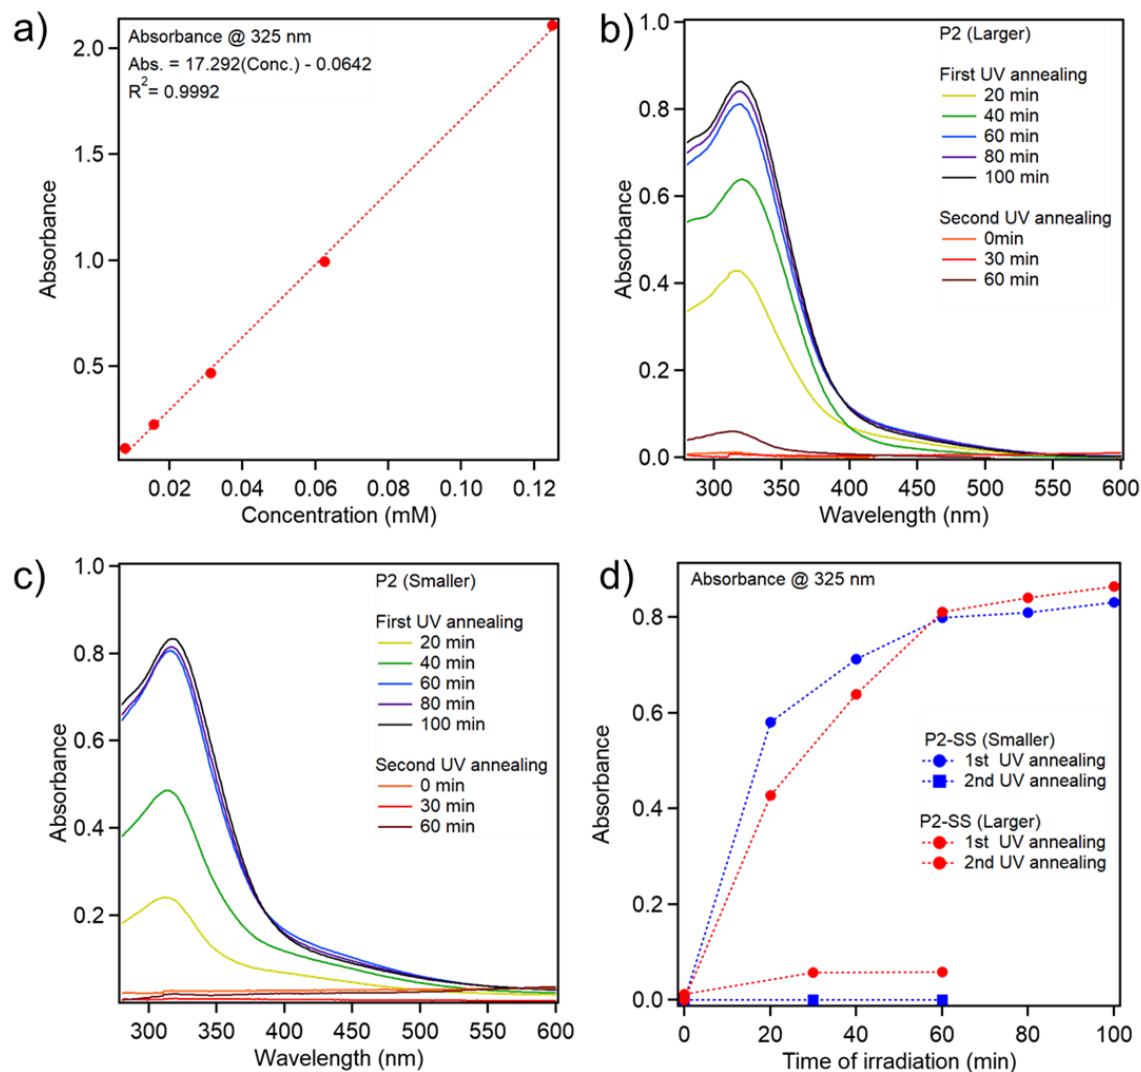 a)
Absorbance @ 325 nm
Abs. = 17.292(Conc.) - 0.0642
R2= 0.9992
2.0
1.5
1.0
0.5
Absorbance
0.02 0.04 0.06 0.08 0.10 0.12
Concentration (mM)
b)
P2 (Larger)
First UV annealing
20 min
40 min
60 min
80 min
100 min
Second UV annealing
0min
30 min
60 min
1.0
0.8
0.6
0.4
0.2
0.0
Absorbance
300 350 400 450 500 550 600
Wavelength (nm)
c)
P2 (Smaller)
First UV annealing
20 min
40 min
60 min
80 min
100 min
Second UV annealing
0 min
30 min
60 min
1.0
0.8
0.6
0.4
0.2
Absorbance
300 350 400 450 500 550 600
Wavelength (nm)
d)
Absorbance @ 325 nm
P2-SS (Smaller)
1st UV annealing
2nd UV annealing
P2-SS (Larger)
1st UV annealing
2nd UV annealing
0.8
0.6
0.4
0.2
0.0
Absorbance
0 20 40 60 80 100
Time of irradiation (min)